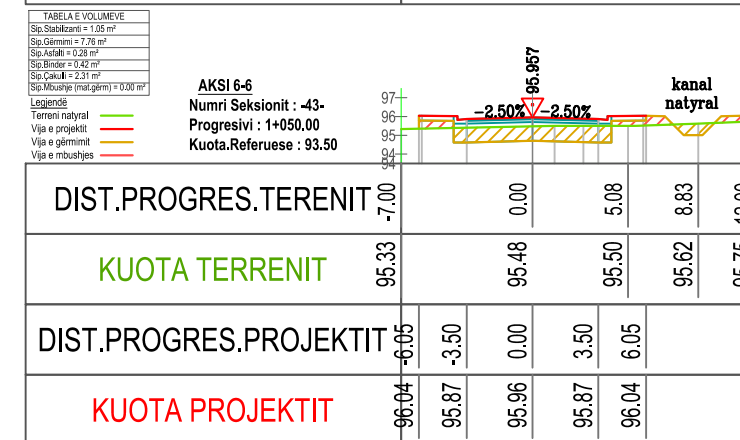 TABELA E VOLUMEVE
Sip.Stabilizanti = 1.05 m²
Sip.Gërmimi = 7.76 m²
Sip.Asfalti = 0.28 m²
Sip.Binder = 0.42 m²
Sip.Çakulli = 2.31 m²
Sip.Mbushje (mat.gërm) = 0.00 m²
Legjendë
Terreni natyral
Vija e projektit
Vija e gërmimit
Vija e mbushjes
AKSI 6-6
Numri Seksionit : -43-
Progresivi : 1+050.00
Kuota.Referuese : 93.50
95.957
-2.50% -2.50%
kanal
natyral
97
96
95
94
DIST.PROGRES.TERENIT -7.00 0.00 5.08 8.83
KUOTA TERRENIT 95.33 95.48 95.50 95.62 95.75
DIST.PROGRES.PROJEKTIT -6.05 -3.50 0.00 3.50 6.05
KUOTA PROJEKTIT 96.04 95.87 95.96 95.87 96.04